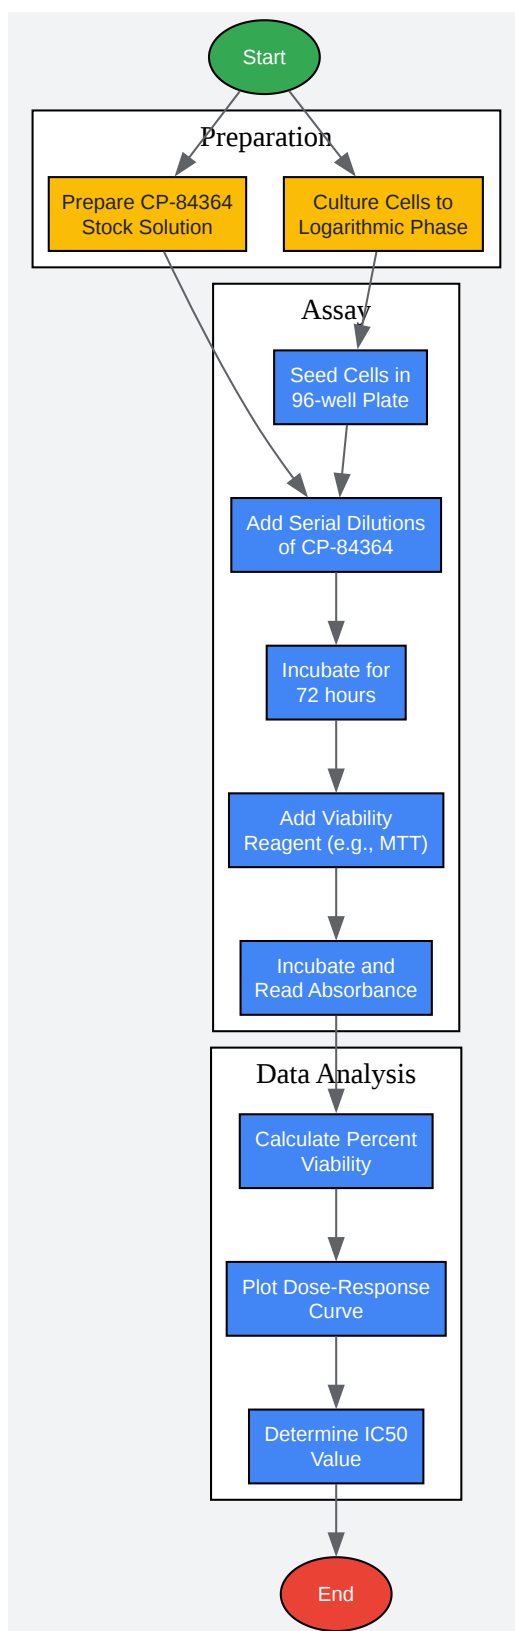 Start
Preparation
Prepare CP-84364
Stock Solution
Culture Cells to
Logarithmic Phase
Assay
Seed Cells in
96-well Plate
Add Serial Dilutions
of CP-84364
Incubate for
72 hours
Add Viability
Reagent (e.g., MTT)
Incubate and
Read Absorbance
Data Analysis
Calculate Percent
Viability
Plot Dose-Response
Curve
Determine IC50
Value
End